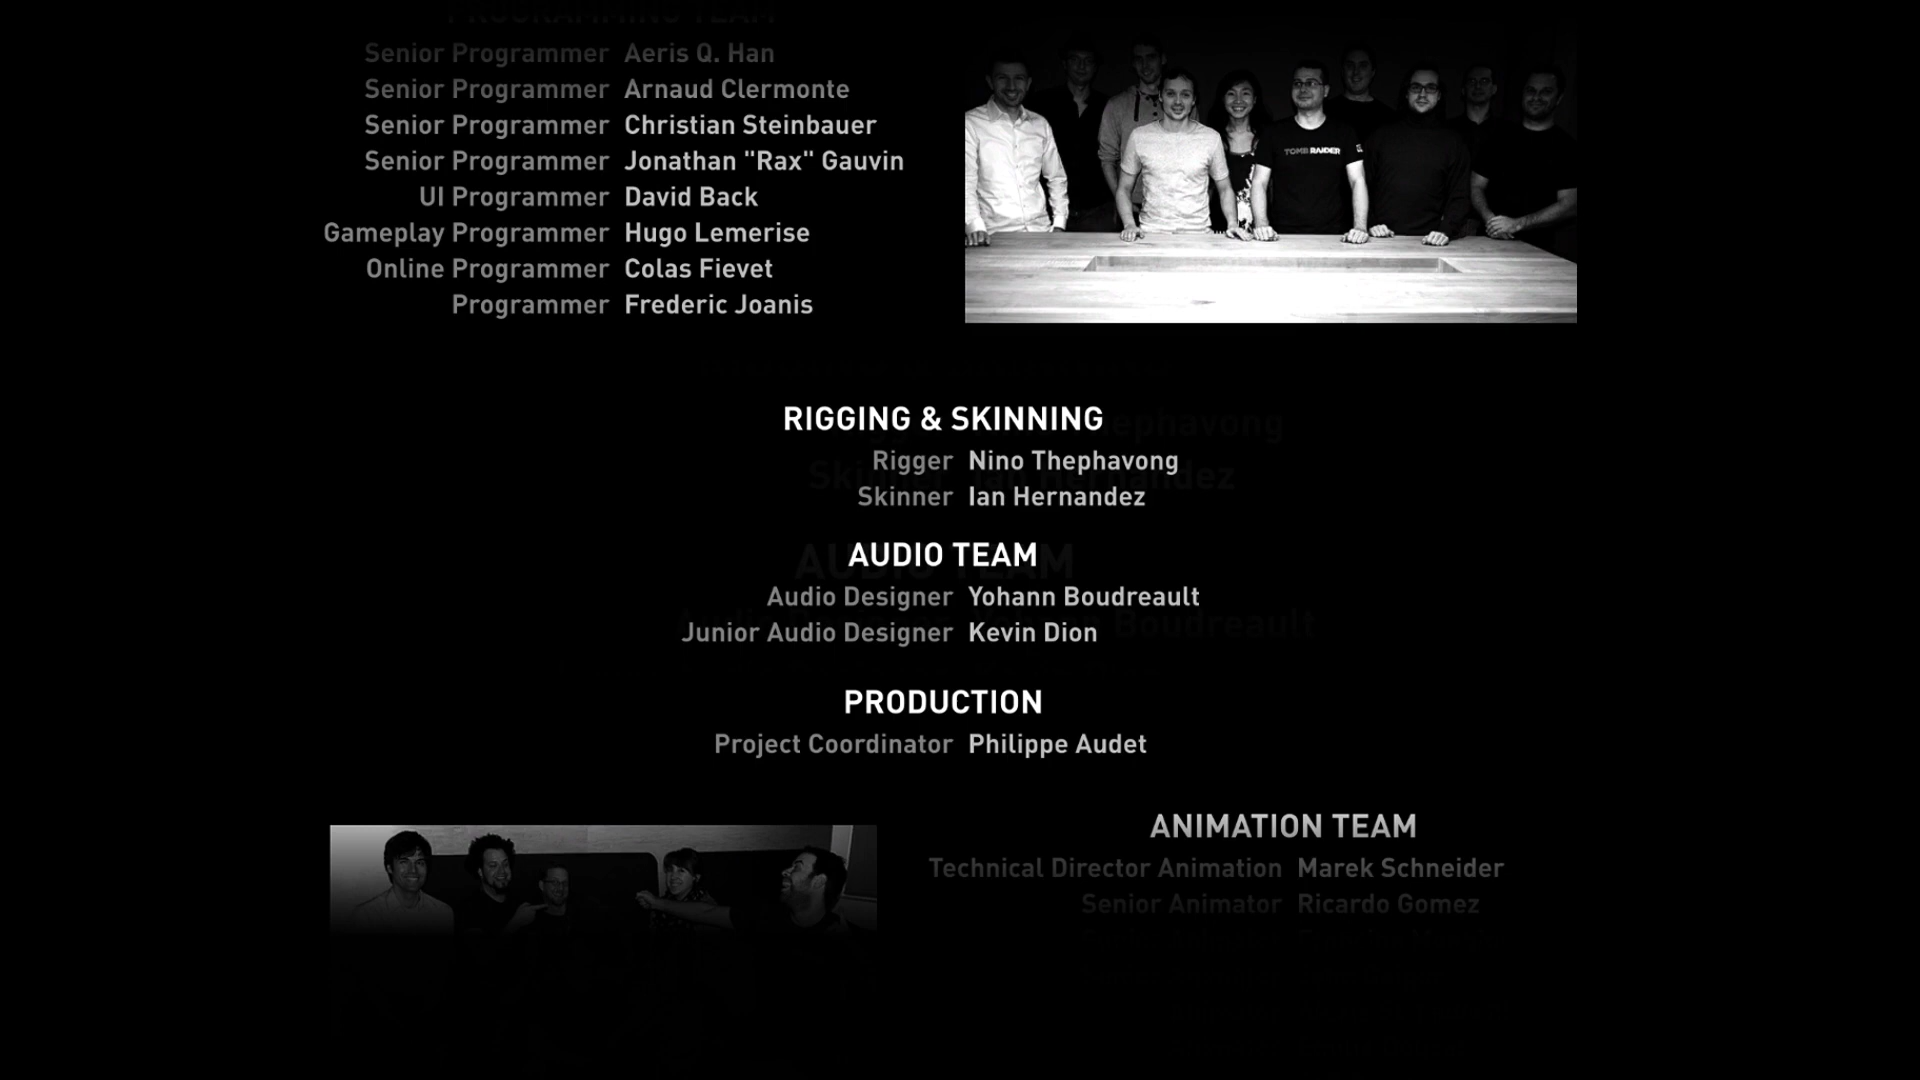 PROGRAMMING TEAM
Senior Programmer Aeris Q. Han
Senior Programmer Arnaud Clermonte
Senior Programmer Christian Steinbauer
Senior Programmer Jonathan "Rax" Gauvin
UI Programmer David Back
Gameplay Programmer Hugo Lemerise
Online Programmer Colas Fievet
Programmer Frederic Joanis
TOMB RAIDER
RIGGING & SKINNING
Rigger Nino Thephavong
Skinner Ian Hernandez
AUDIO TEAM
Audio Designer Yohann Boudreault
Junior Audio Designer Kevin Dion
PRODUCTION
Project Coordinator Philippe Audet
ANIMATION TEAM
Technical Director Animation Marek Schneider
Senior Animator Ricardo Gomez